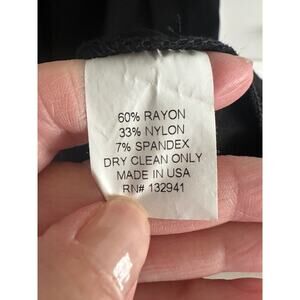 60% RAYON
33% NYLON
7% SPANDEX
DRY CLEAN ONLY
MADE IN USA
RN# 132941